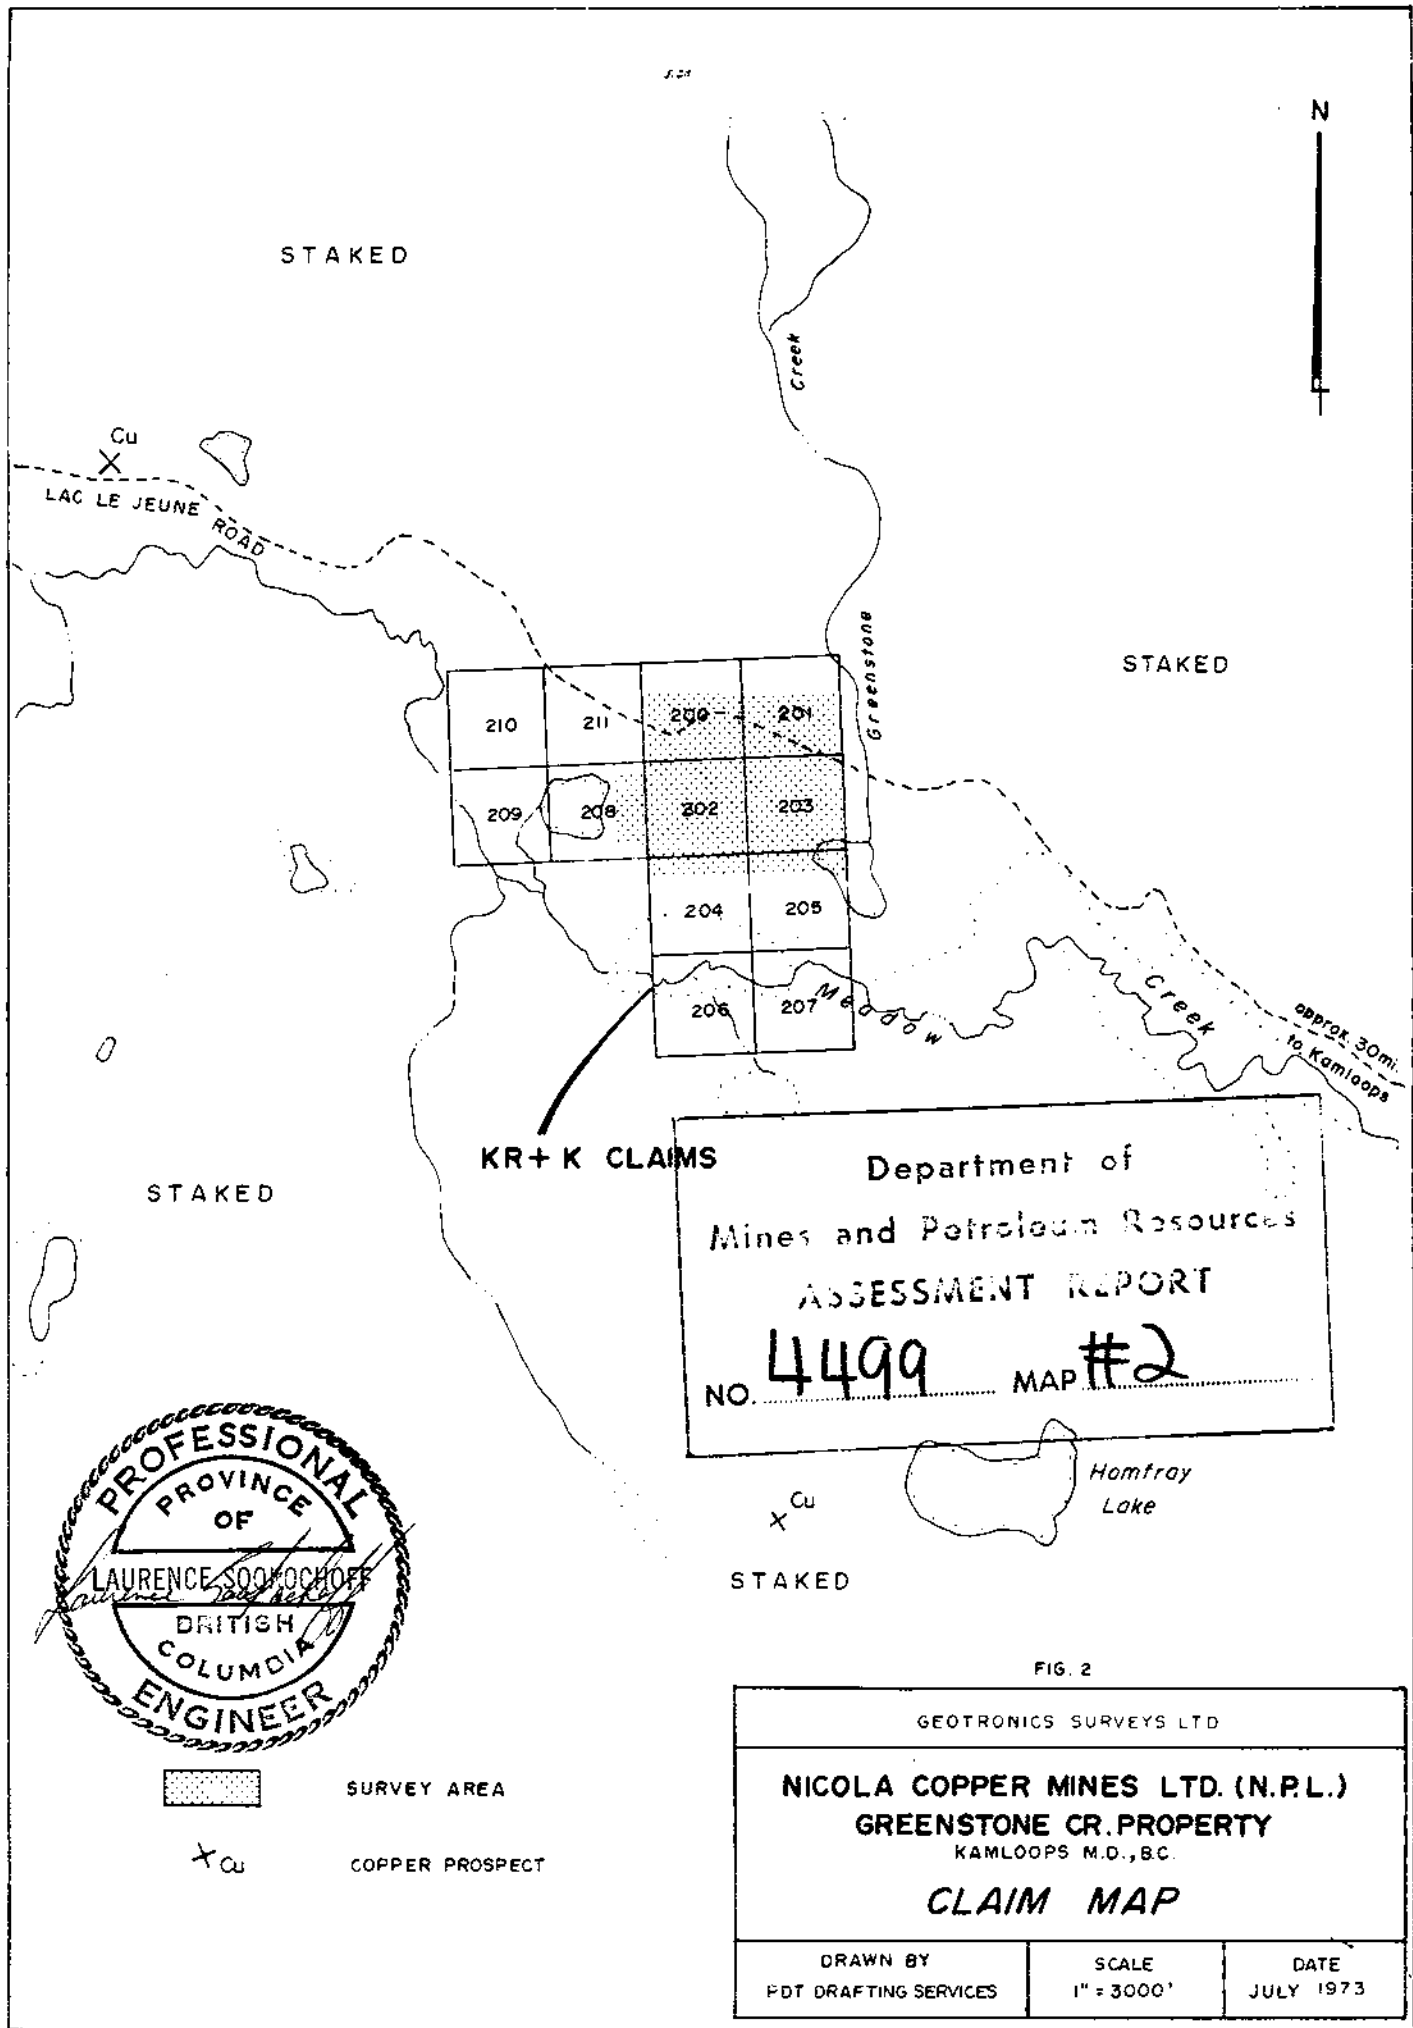 N
STAKED
Creek
Cu
LAC LE JEUNE ROAD
Greenstone
STAKED
210
211
200
201
209
208
202
203
204
205
206
207
Meadow
Creek
approx. 30mi.
to Kamloops
KR+K CLAIMS
STAKED
Department of
Mines and Petroleum Resources
ASSESSMENT REPORT
NO. 4499 MAP #2
Homfray
Lake
Cu
STAKED
PROFESSIONAL
PROVINCE
OF
LAURENCE SOOKOCHOFF
BRITISH
COLUMBIA
ENGINEER
SURVEY AREA
Cu
COPPER PROSPECT
FIG. 2
GEOTRONICS SURVEYS LTD
NICOLA COPPER MINES LTD. (N.P.L.)
GREENSTONE CR. PROPERTY
KAMLOOPS M.D., B.C.
CLAIM MAP
DRAWN BY
PDT DRAFTING SERVICES
SCALE
1" = 3000'
DATE
JULY 1973